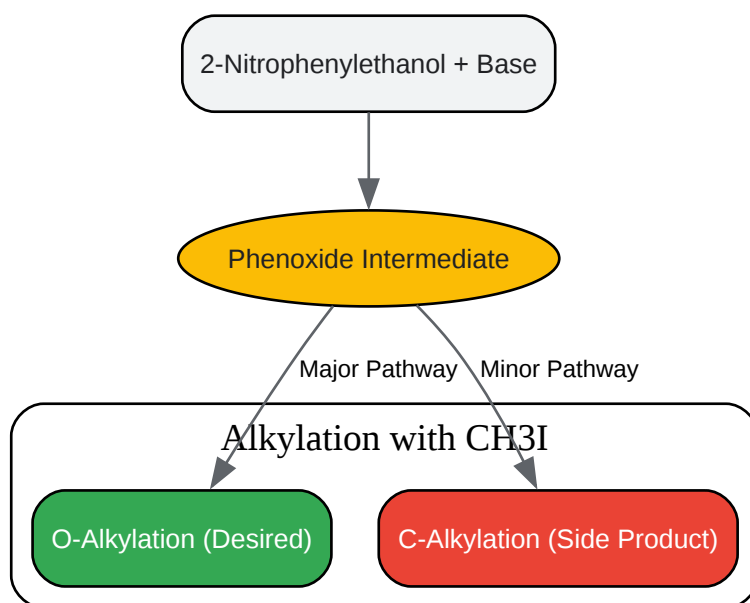 2-Nitrophenylethanol + Base
Phenoxide Intermediate
Major Pathway
Minor Pathway
Alkylation with CH3I
O-Alkylation (Desired)
C-Alkylation (Side Product)